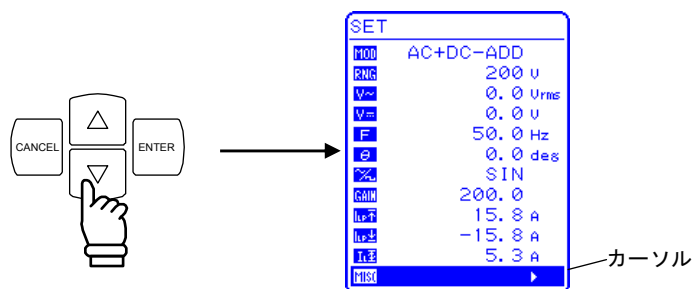 CANCEL
ENTER
SET
MOD AC+DC-ADD
RNG 200 V
V~ 0.0 Vrms
V= 0.0 V
F 50.0 Hz
θ 0.0 deg
SIN
GAIN 200.0
15.8 A
-15.8 A
5.3 A
MISC
カーソル